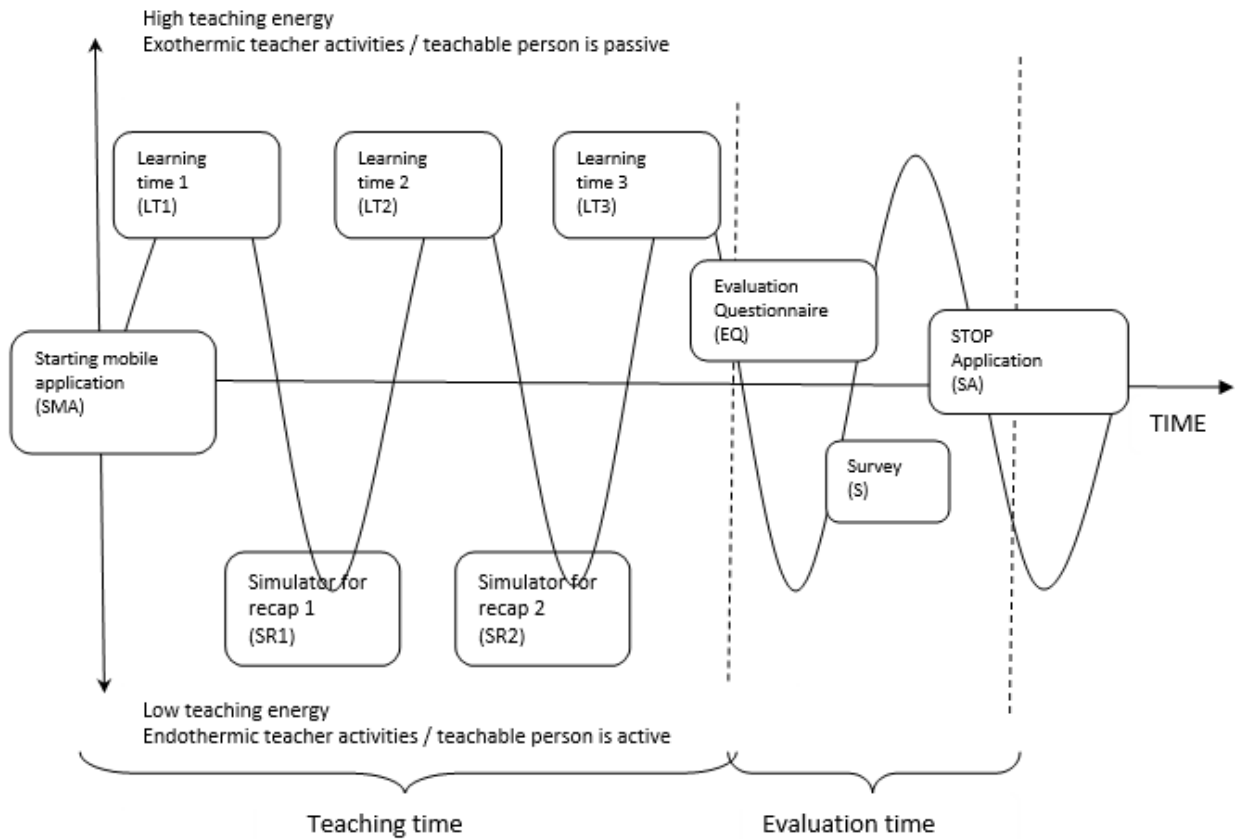 High teaching energy
Exothermic teacher activities / teachable person is passive
Learning
time 1
(LT1)
Learning
time 2
(LT2)
Learning
time 3
(LT3)
Evaluation
Questionnaire
(EQ)
Starting mobile
application
(SMA)
STOP
Application
(SA)
TIME
Survey
(S)
Simulator for
recap 1
(SR1)
Simulator for
recap 2
(SR2)
Low teaching energy
Endothermic teacher activities / teachable person is active
Teaching time
Evaluation time